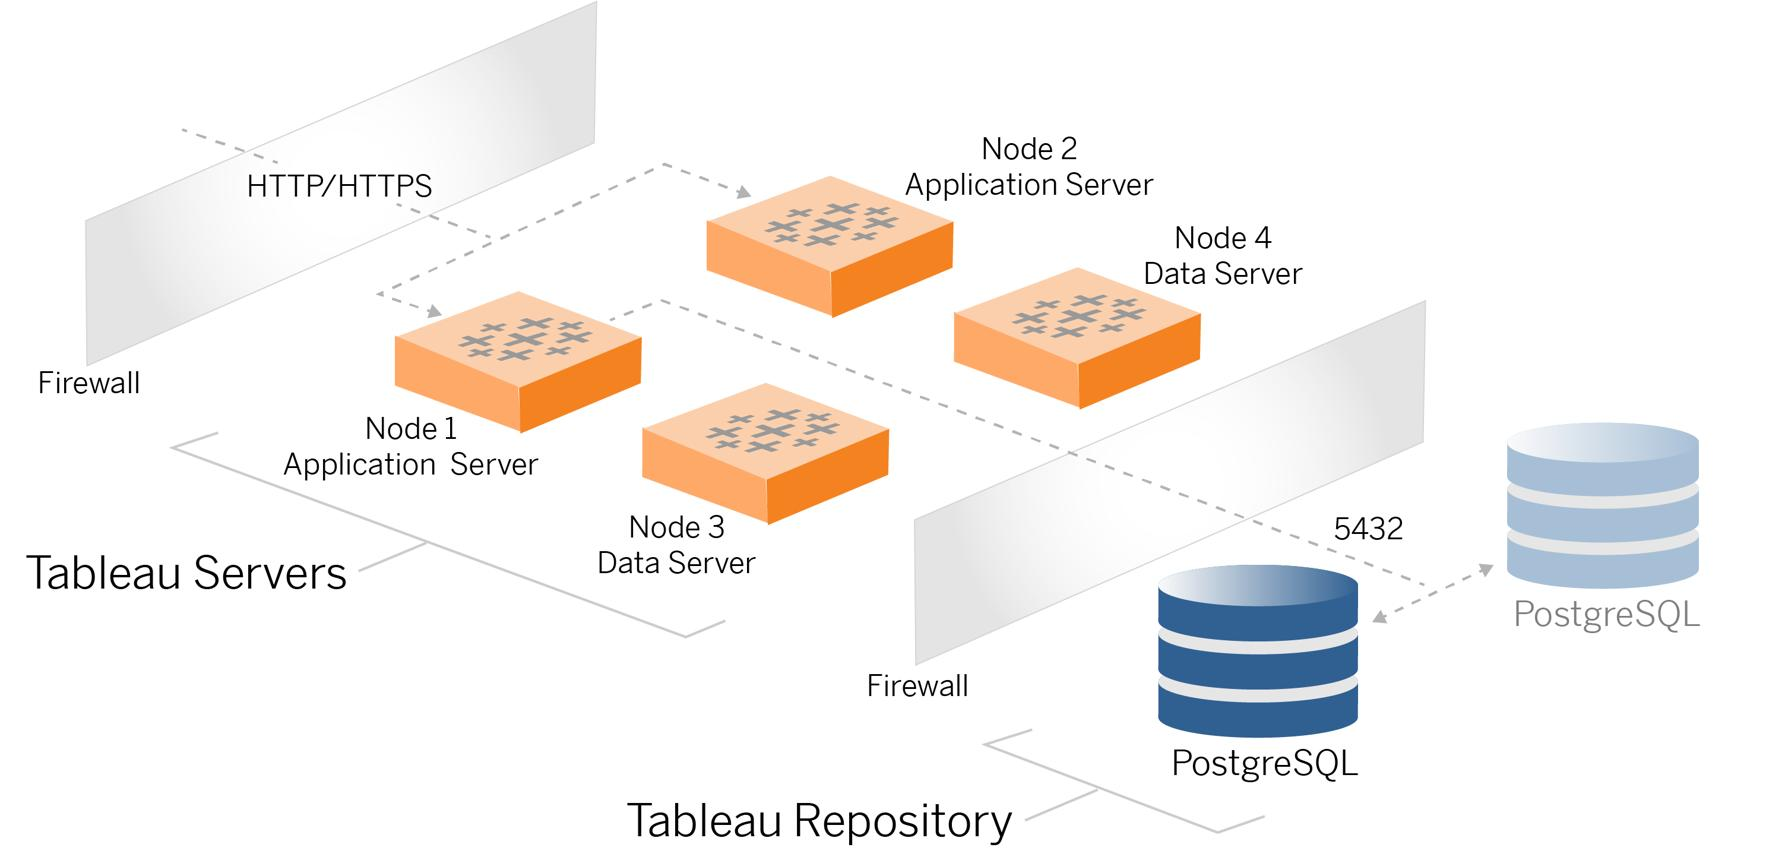 HTTP/HTTPS
Node 2
Application Server
Node 4
Data Server
Firewall
Node 1
Application Server
Node 3
Data Server
Tableau Servers
5432
PostgreSQL
Firewall
PostgreSQL
Tableau Repository